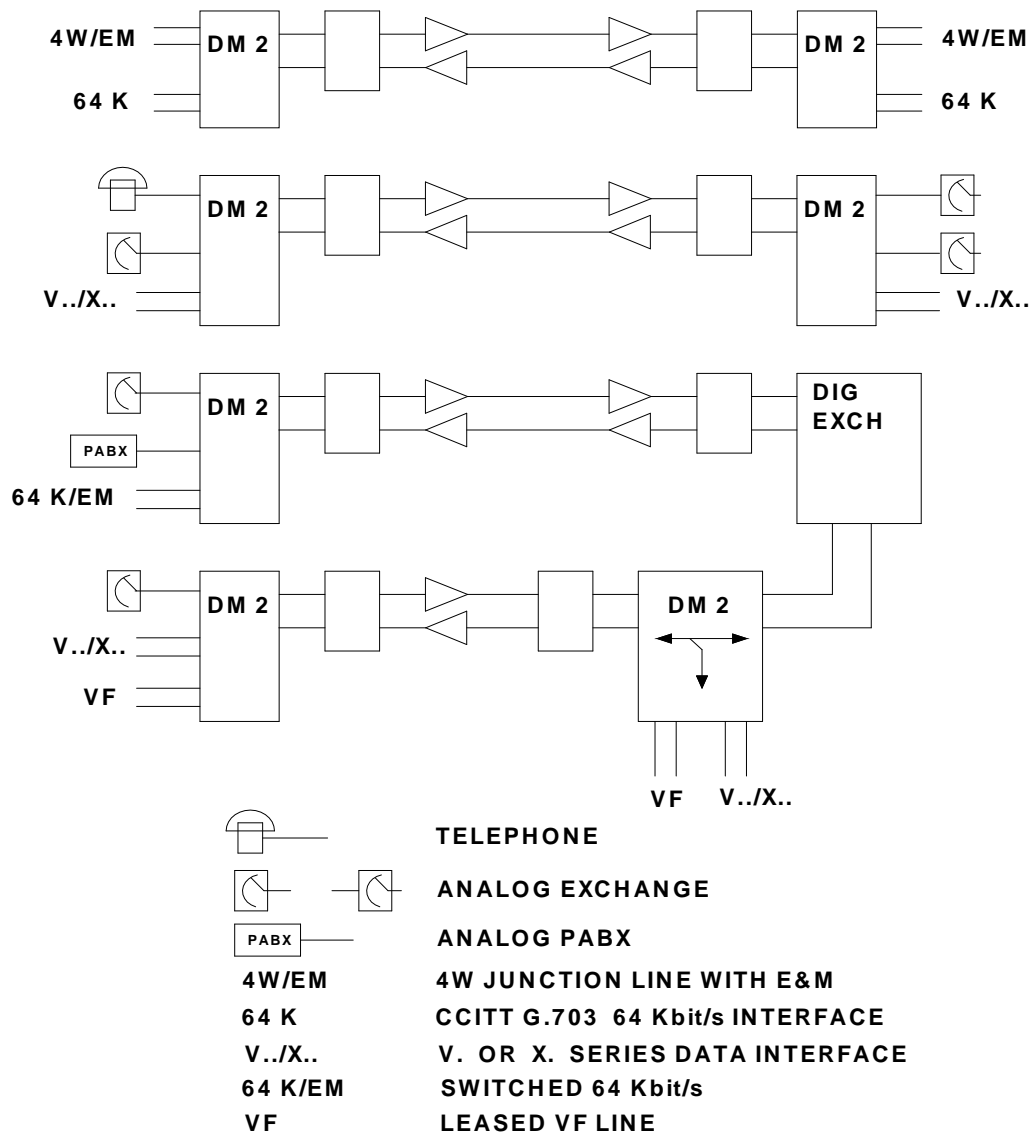 4W/EM DM 2 DM 2 4W/EM
64 K 64 K
DM 2 DM 2
V../X.. V../X..
DM 2 DIG
EXCH
PABX
64 K/EM
DM 2 DM 2
V../X..
VF
VF V../X..
TELEPHONE
ANALOG EXCHANGE
PABX ANALOG PABX
4W/EM 4W JUNCTION LINE WITH E&M
64 K CCITT G.703 64 Kbit/s INTERFACE
V../X.. V. OR X. SERIES DATA INTERFACE
64 K/EM SWITCHED 64 Kbit/s
VF LEASED VF LINE